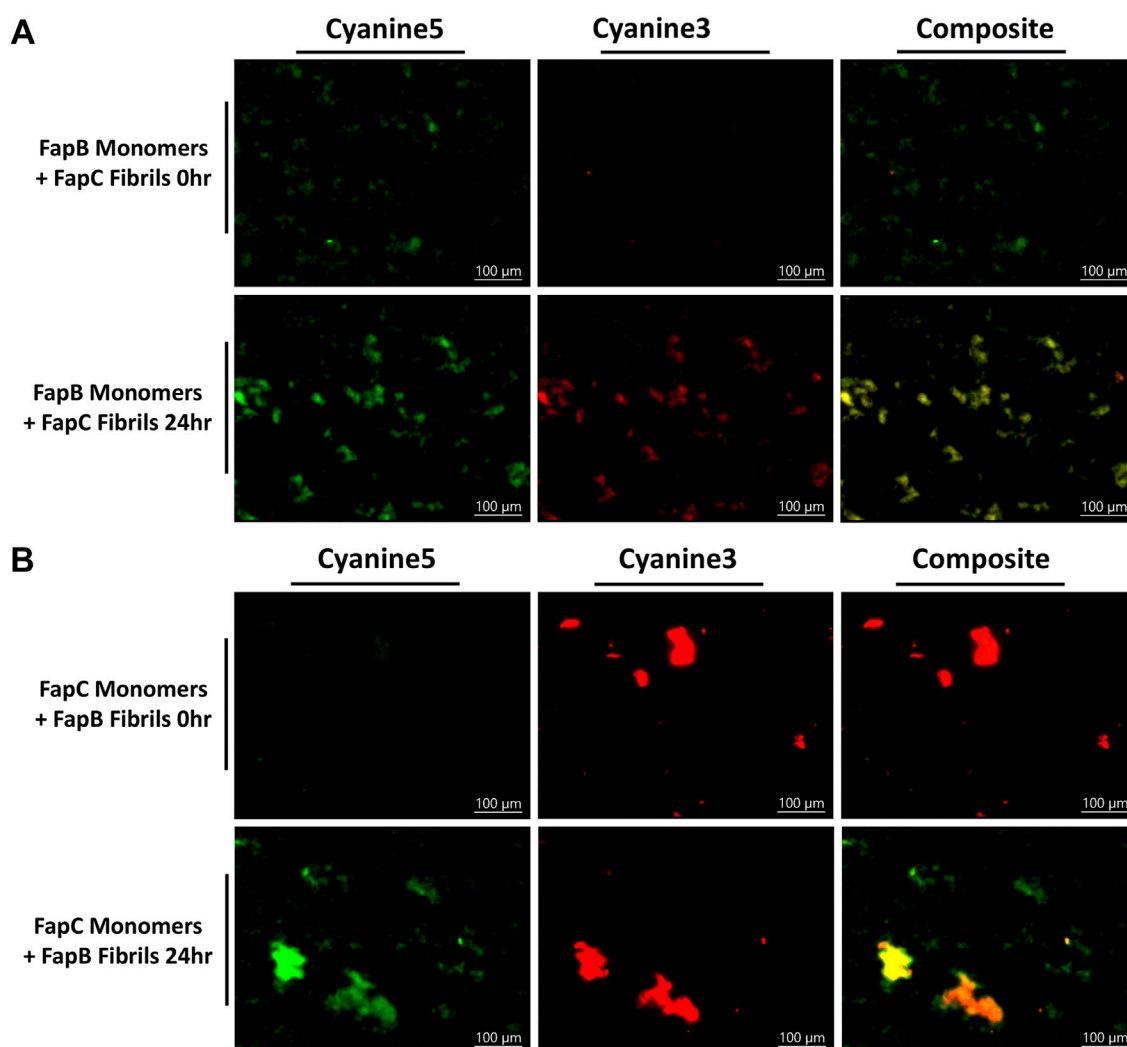 A
Cyanine5 Cyanine3 Composite
FapB Monomers
+ FapC Fibrils 0hr
100 µm 100 µm 100 µm
FapB Monomers
+ FapC Fibrils 24hr
100 µm 100 µm 100 µm
B
Cyanine5 Cyanine3 Composite
FapC Monomers
+ FapB Fibrils 0hr
100 µm 100 µm 100 µm
FapC Monomers
+ FapB Fibrils 24hr
100 µm 100 µm 100 µm